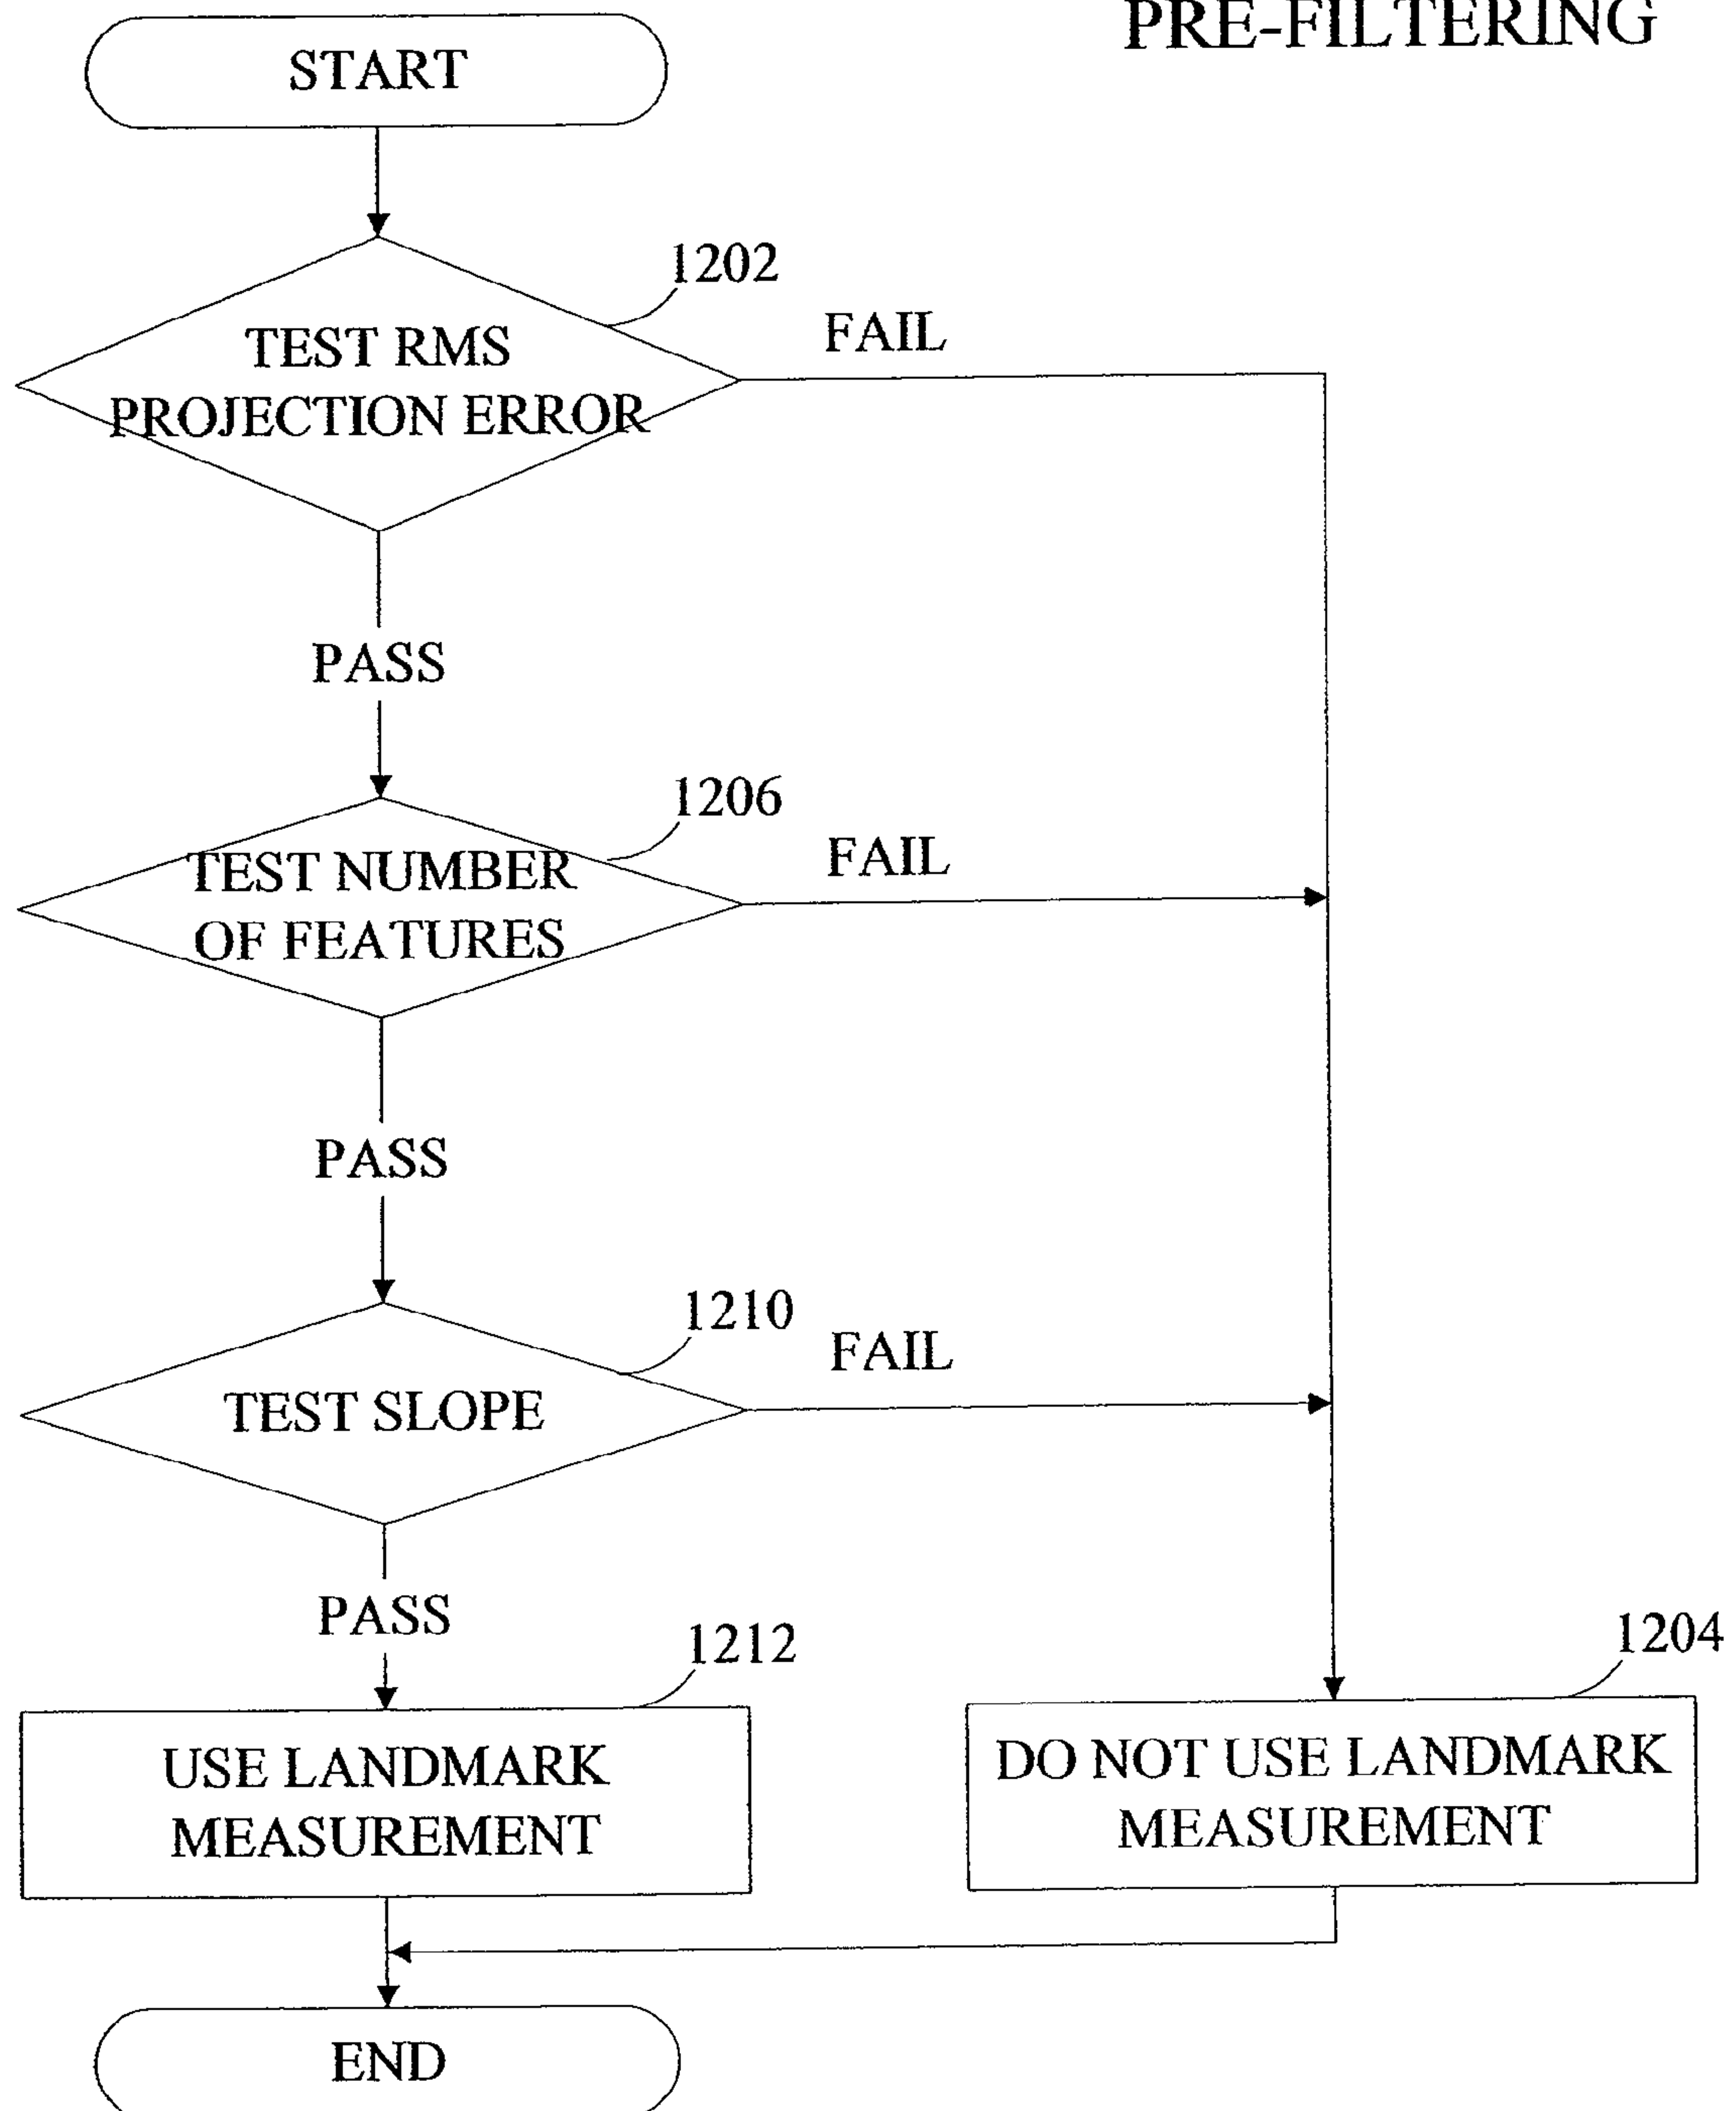 PRE-FILTERING
START
1202
TEST RMS
PROJECTION ERROR
FAIL
PASS
1206
TEST NUMBER
OF FEATURES
FAIL
PASS
1210
TEST SLOPE
FAIL
PASS
1212
USE LANDMARK
MEASUREMENT
1204
DO NOT USE LANDMARK
MEASUREMENT
END